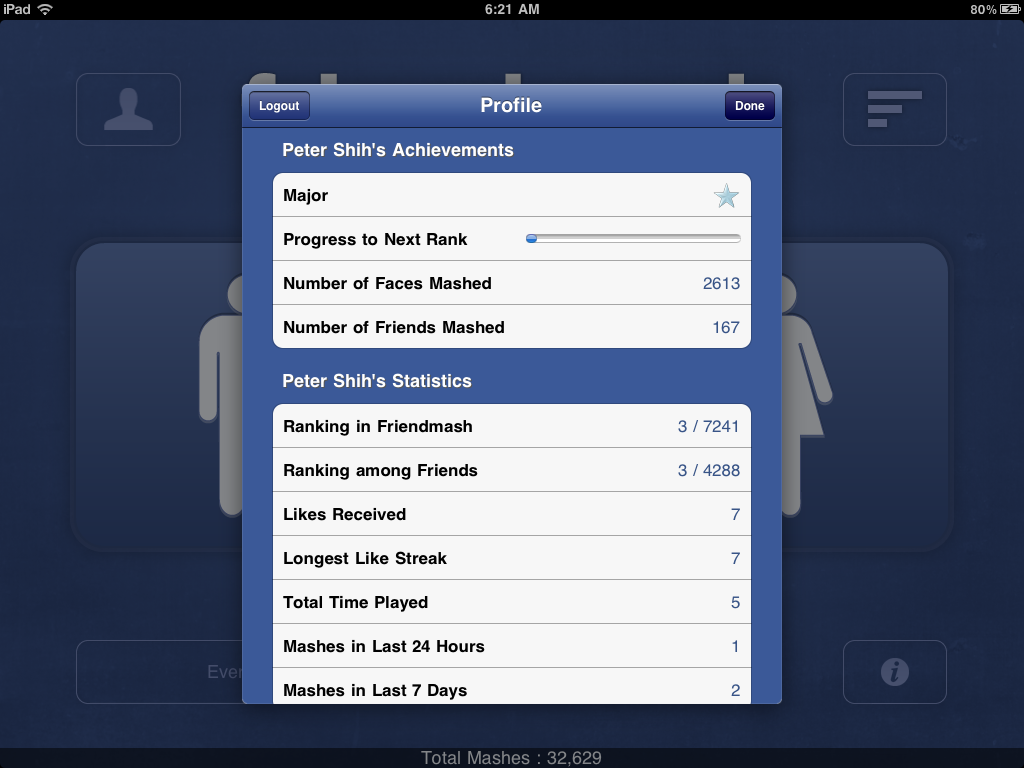 iPad 6:21 AM 80%
Logout Profile Done
Peter Shih's Achievements
Major
Progress to Next Rank
Number of Faces Mashed 2613
Number of Friends Mashed 167
Peter Shih's Statistics
Ranking in Friendmash 3 / 7241
Ranking among Friends 3 / 4288
Likes Received 7
Longest Like Streak 7
Total Time Played 5
Mashes in Last 24 Hours 1
Mashes in Last 7 Days 2
i
Total Mashes : 32,629